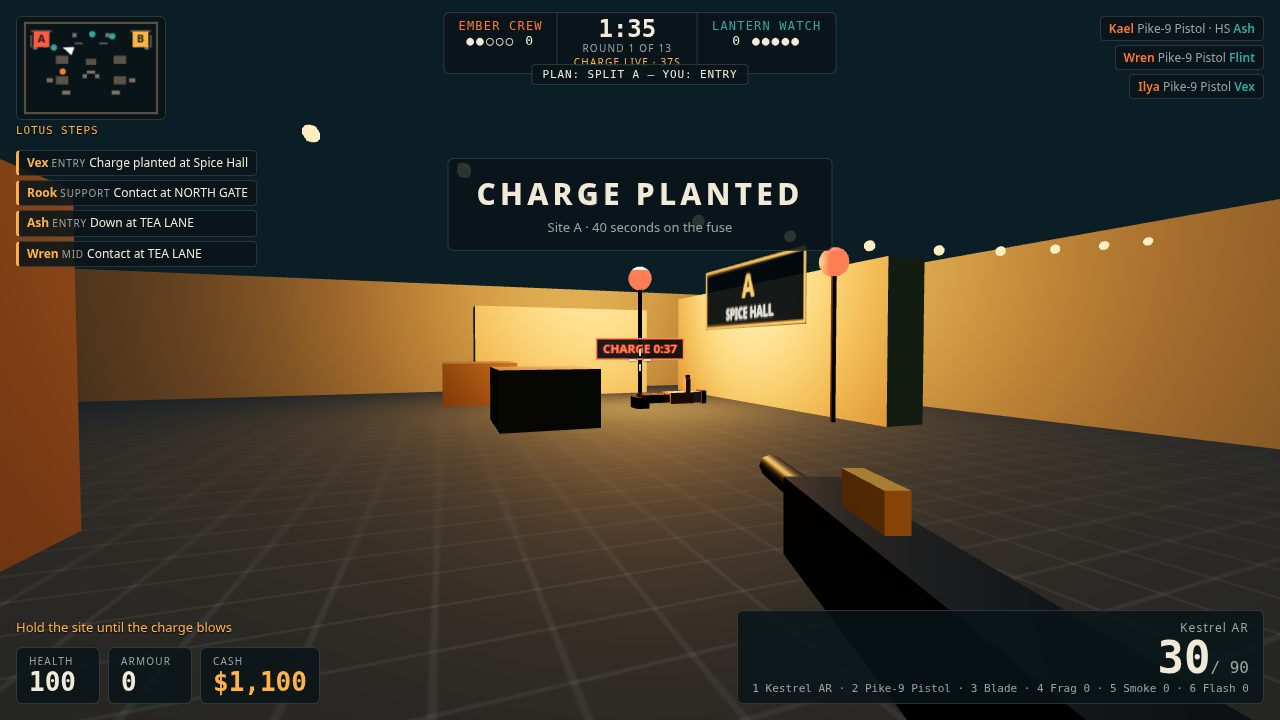 A
B
LOTUS STEPS
Vex ENTRY Charge planted at Spice Hall
Rook SUPPORT Contact at NORTH GATE
Ash ENTRY Down at TEA LANE
Wren MID Contact at TEA LANE
EMBER CREW
●●○○○ 0
1:35
ROUND 1 OF 13
CHARGE LIVE · 37S
LANTERN WATCH
0 ●●●●●
PLAN: SPLIT A — YOU: ENTRY
Kael Pike-9 Pistol · HS Ash
Wren Pike-9 Pistol Flint
Ilya Pike-9 Pistol Vex
CHARGE PLANTED
Site A · 40 seconds on the fuse
A
SPICE HALL
CHARGE 0:37
Hold the site until the charge blows
HEALTH
100
ARMOUR
0
CASH
$1,100
Kestrel AR
30 / 90
1 Kestrel AR · 2 Pike-9 Pistol · 3 Blade · 4 Frag 0 · 5 Smoke 0 · 6 Flash 0